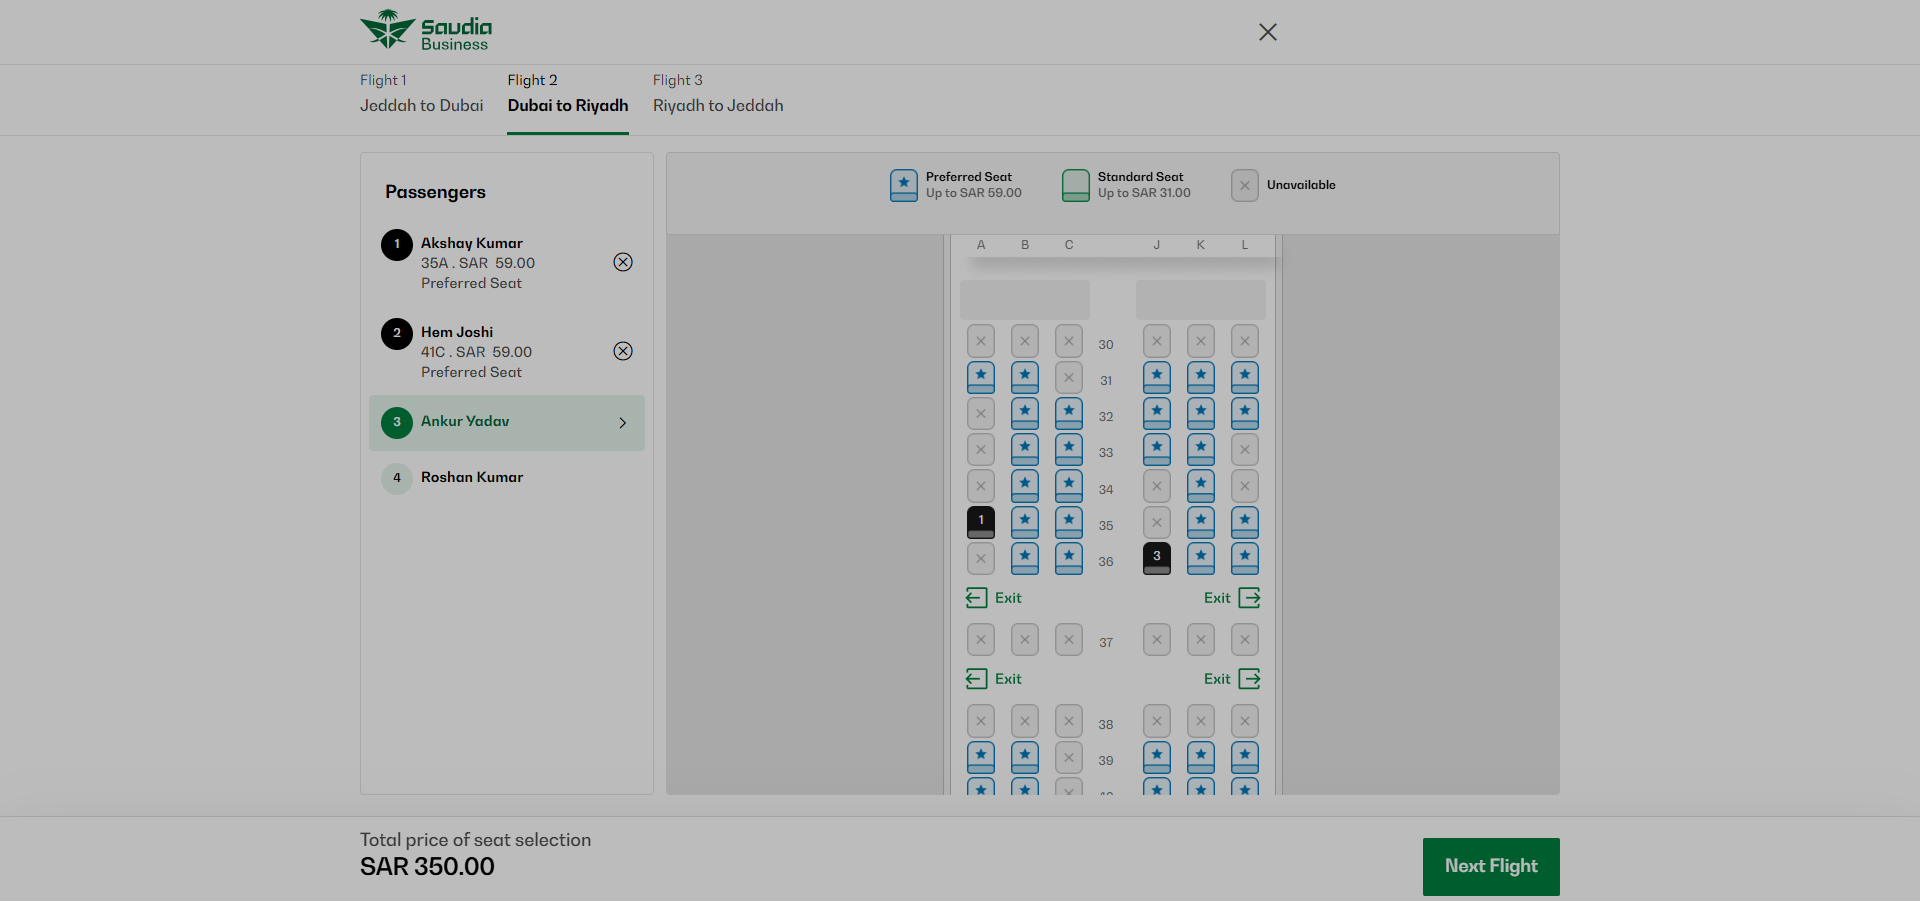 Saudia
Business
Flight 1
Jeddah to Dubai
Flight 2
Dubai to Riyadh
Flight 3
Riyadh to Jeddah
Passengers
1
Akshay Kumar
35A . SAR 59.00
Preferred Seat
2
Hem Joshi
41C . SAR 59.00
Preferred Seat
3
Ankur Yadav
4
Roshan Kumar
Preferred Seat
Up to SAR 59.00
Standard Seat
Up to SAR 31.00
Unavailable
A B C J K L
30
31
32
33
34
1 35
36 3
Exit Exit
37
Exit Exit
38
39
Total price of seat selection
SAR 350.00
Next Flight